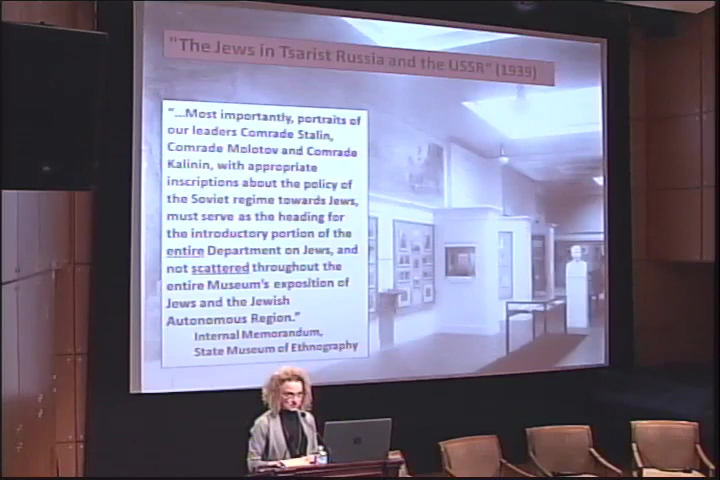 "The Jews in Tsarist Russia and the USSR" (1939)
"...Most importantly, portraits of
our leaders Comrade Stalin,
Comrade Molotov and Comrade
Kalinin, with appropriate
inscriptions about the policy of
the Soviet regime towards Jews,
must serve as the heading for
the introductory portion of the
entire Department on Jews, and
not scattered throughout the
entire Museum's exposition of
Jews and the Jewish
Autonomous Region."
Internal Memorandum,
State Museum of Ethnography